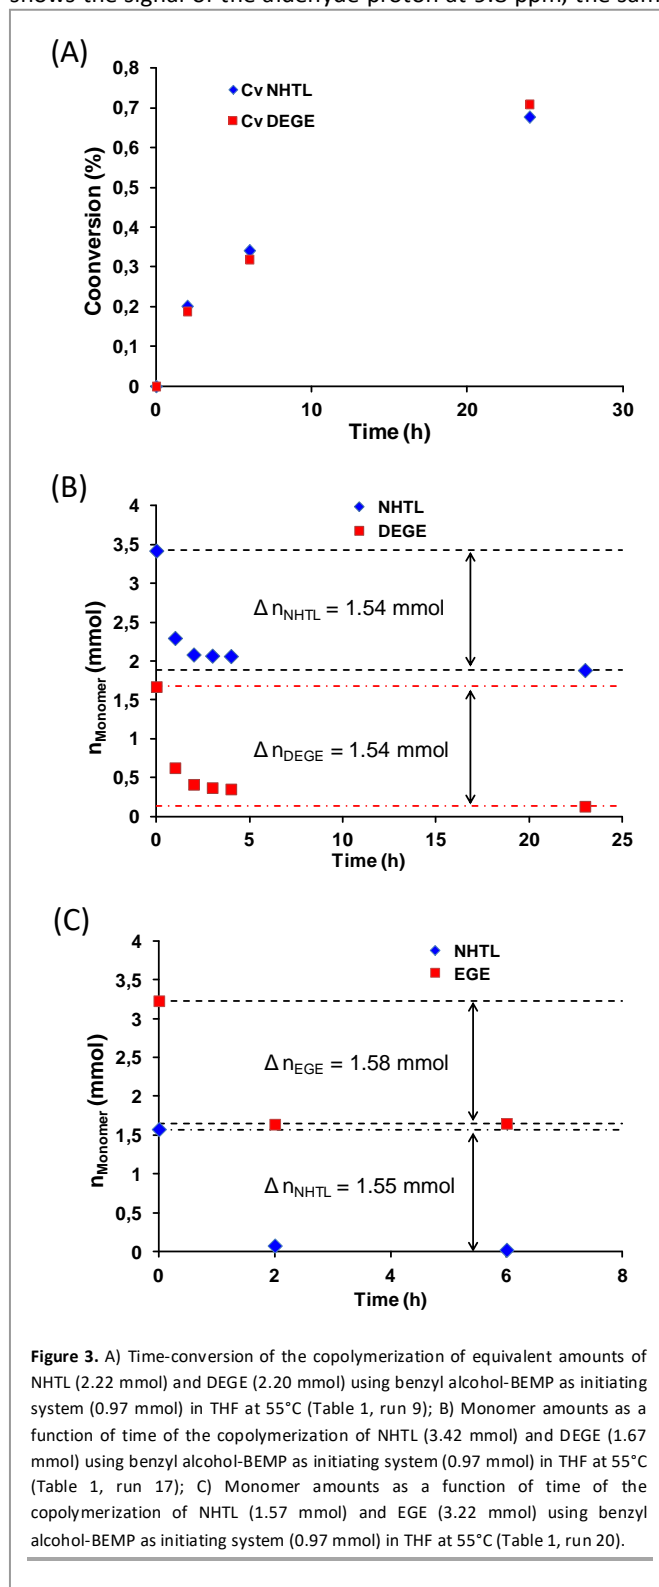 shows the signal of the aldehyde proton at 9.8 ppm, the sam
(A)
0,8
0,7
0,6
0,5
0,4
0,3
0,2
0,1
0
Coonversion (%)
Cv NHTL
Cv DEGE
0 10 20 30
Time (h)
(B)
4
3,5
3
2,5
2
1,5
1
0,5
0
n Monomer (mmol)
NHTL
DEGE
Δ n NHTL = 1.54 mmol
Δ n DEGE = 1.54 mmol
0 5 10 15 20 25
Time (h)
(C)
4
3,5
3
2,5
2
1,5
1
0,5
0
n Monomer (mmol)
NHTL
EGE
Δ n EGE = 1.58 mmol
Δ n NHTL = 1.55 mmol
0 2 4 6 8
Time (h)
Figure 3. A) Time-conversion of the copolymerization of equivalent amounts of
NHTL (2.22 mmol) and DEGE (2.20 mmol) using benzyl alcohol-BEMP as initiating
system (0.97 mmol) in THF at 55°C (Table 1, run 9); B) Monomer amounts as a
function of time of the copolymerization of NHTL (3.42 mmol) and DEGE (1.67
mmol) using benzyl alcohol-BEMP as initiating system (0.97 mmol) in THF at 55°C
(Table 1, run 17); C) Monomer amounts as a function of time of the
copolymerization of NHTL (1.57 mmol) and EGE (3.22 mmol) using benzyl
alcohol-BEMP as initiating system (0.97 mmol) in THF at 55°C (Table 1, run 20).